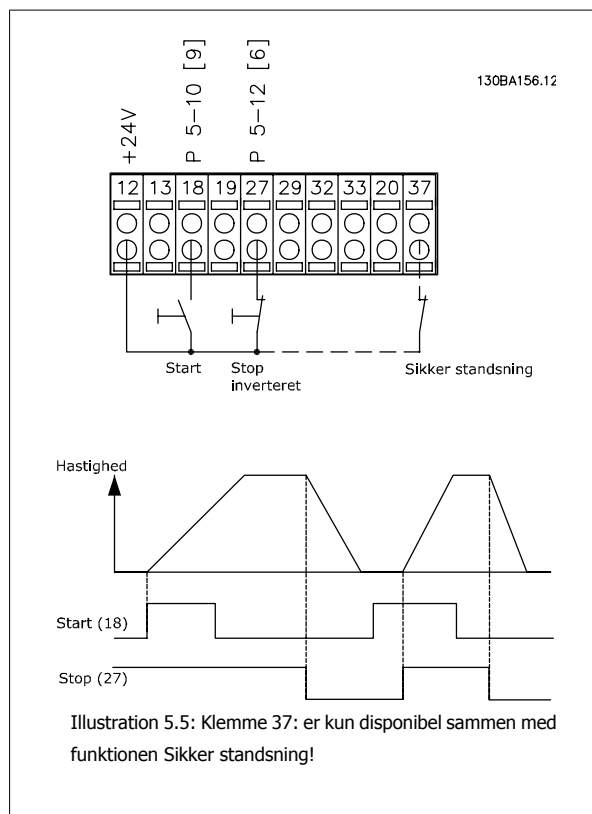 130BA156.12
+24V
P 5-10 [9]
P 5-12 [6]
12 13 18 19 27 29 32 33 20 37
Start
Stop
inverteret
Sikker standsning
Hastighed
Start (18)
Stop (27)
Illustration 5.5: Klemme 37: er kun disponibel sammen med
funktionen Sikker standsning!